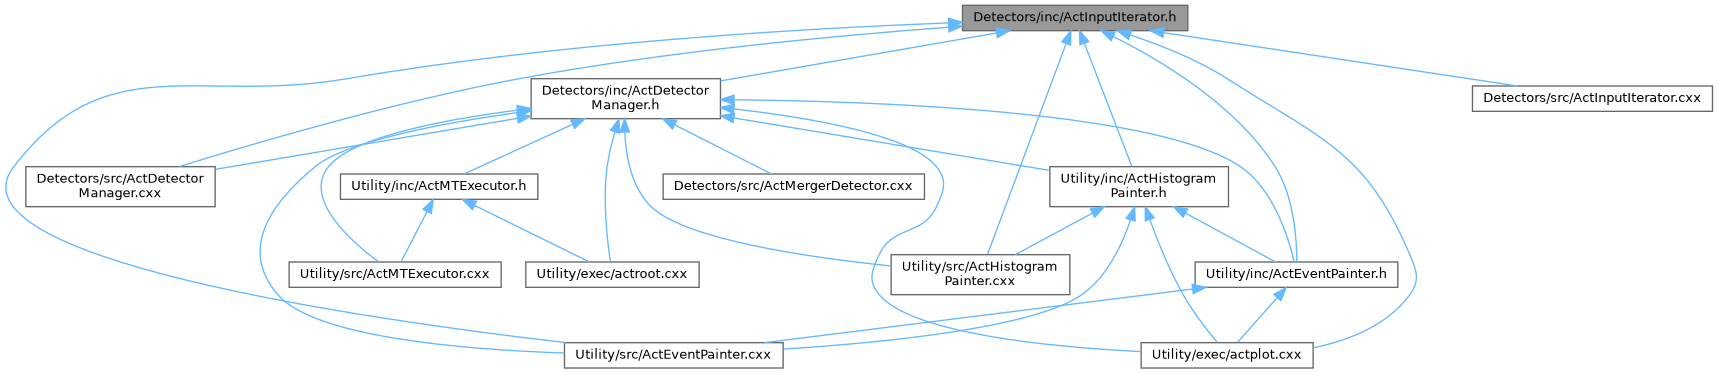 Detectors/inc/ActInputIterator.h
Detectors/inc/ActDetector
Manager.h
Detectors/src/ActInputIterator.cxx
Detectors/src/ActDetector
Manager.cxx
Utility/inc/ActMTExecutor.h
Detectors/src/ActMergerDetector.cxx
Utility/inc/ActHistogram
Painter.h
Utility/src/ActMTExecutor.cxx
Utility/exec/actroot.cxx
Utility/src/ActHistogram
Painter.cxx
Utility/inc/ActEventPainter.h
Utility/src/ActEventPainter.cxx
Utility/exec/actplot.cxx